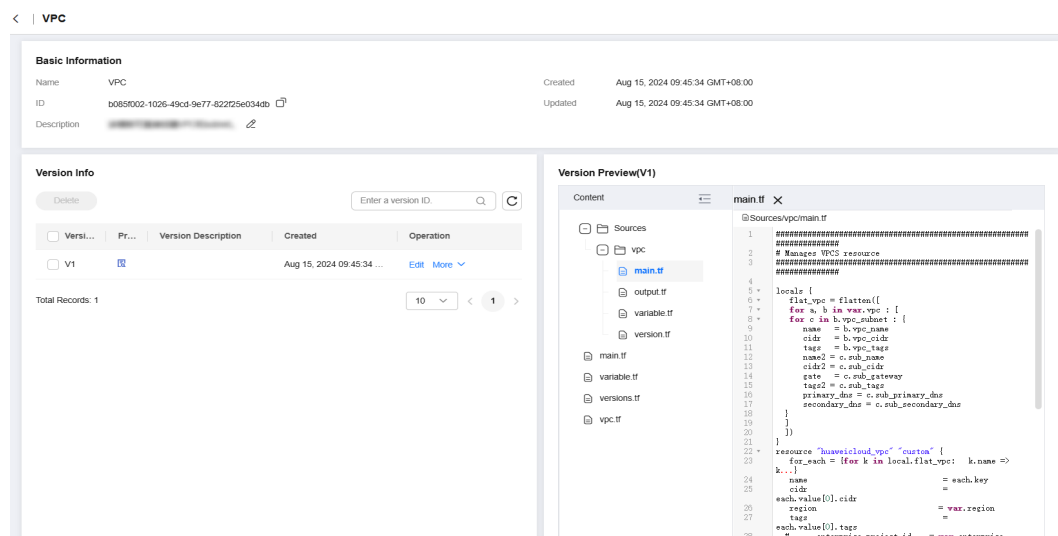 VPC
Basic Information
Name VPC
ID b085f002-1026-49cd-9e77-822f25e034db
Description
Created Aug 15, 2024 09:45:34 GMT+08:00
Updated Aug 15, 2024 09:45:34 GMT+08:00
Version Info
Delete
Enter a version ID.
Versi... Pr... Version Description Created Operation
V1 Aug 15, 2024 09:45:34 ... Edit More
Total Records: 1
10
1
Version Preview(V1)
Content
Sources
vpc
main.tf
output.tf
variable.tf
version.tf
main.tf
variable.tf
versions.tf
vpc.tf
main.tf
Sources/vpc/main.tf
1 ########################################################
##############
2 # Manages VPCS resource
3 ########################################################
##############
4
5 locals {
6 flat_vpc = flatten([
7 for a, b in var.vpc : [
8 for c in b.vpc_subnet : {
9 name = b.vpc_name
10 cidr = b.vpc_cidr
11 tags = b.vpc_tags
12 name2 = c.sub_name
13 cidr2 = c.sub_cidr
14 gate = c.sub_gateway
15 tags2 = c.sub_tags
16 primary_dns = c.sub_primary_dns
17 secondary_dns = c.sub_secondary_dns
18 }
19 ]
20 ])
21 }
22 resource "huaweicloud_vpc" "custom" {
23 for_each = {for k in local.flat_vpc: k.name =>
k...}
24 name = each.key
25 cidr =
each.value[0].cidr
26 region = var.region
27 tags =
each.value[0].tags